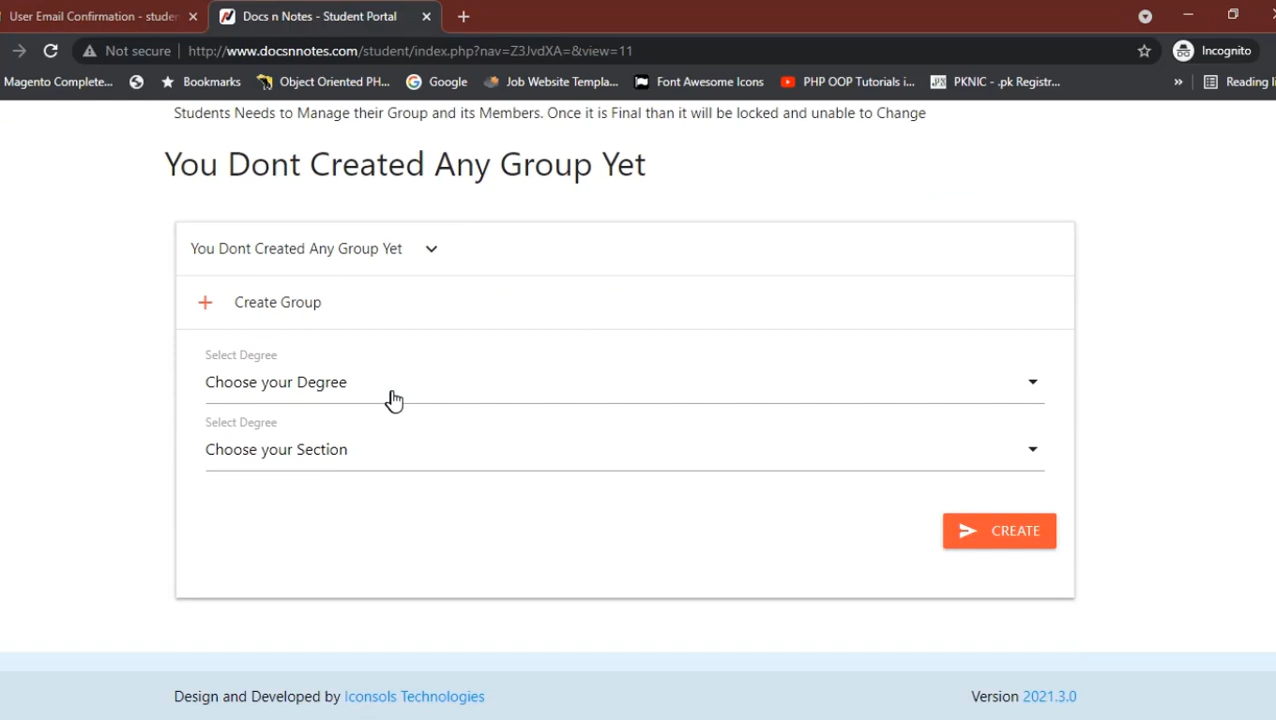 User Email Confirmation - studen
Docs n Notes - Student Portal
Not secure
http://www.docsnnotes.com/student/index.php?nav=Z3JvdXA=&view=11
Incognito
Magento Complete...
Bookmarks
Object Oriented PH...
Google
Job Website Templa...
Font Awesome Icons
PHP OOP Tutorials i...
PKNIC - .pk Registr...
»
Reading li
Students Needs to Manage their Group and its Members. Once it is Final than it will be locked and unable to Change
You Dont Created Any Group Yet
You Dont Created Any Group Yet
Create Group
Select Degree
Choose your Degree
Select Degree
Choose your Section
CREATE
Design and Developed by Iconsols Technologies
Version 2021.3.0